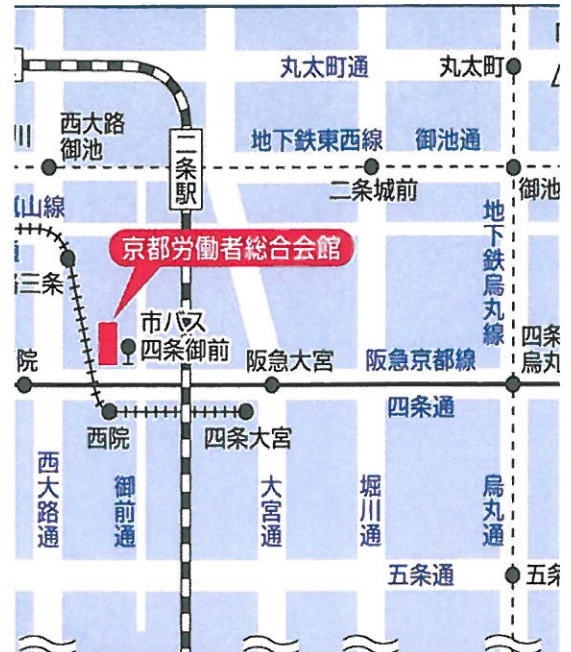 丸太町通
丸太町
川
西大路
御池
地下鉄東西線
御池通
二条駅
二条城前
御池
山線
京都労働者総合会館
地下鉄烏丸線
三条
市バス
四条御前
四条
烏丸
院
阪急大宮
阪急京都線
四条通
西院
四条大宮
西大路通
御前通
大宮通
堀川通
烏丸通
五条通
五条